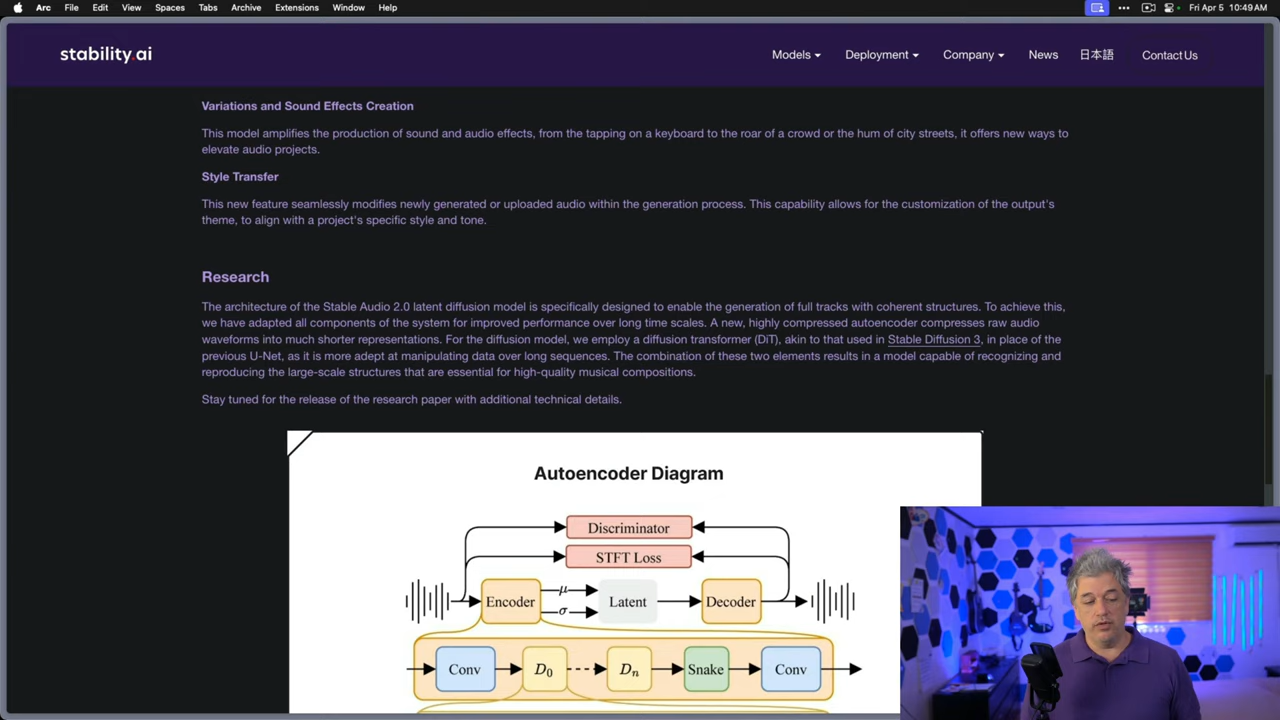 Arc File Edit View Spaces Tabs Archive Extensions Window Help Fri Apr 5 10:49 AM
stability.ai Models Deployment Company News 日本語 Contact Us
Variations and Sound Effects Creation
This model amplifies the production of sound and audio effects, from the tapping on a keyboard to the roar of a crowd or the hum of city streets, it offers new ways to
elevate audio projects.
Style Transfer
This new feature seamlessly modifies newly generated or uploaded audio within the generation process. This capability allows for the customization of the output's
theme, to align with a project's specific style and tone.
Research
The architecture of the Stable Audio 2.0 latent diffusion model is specifically designed to enable the generation of full tracks with coherent structures. To achieve this,
we have adapted all components of the system for improved performance over long time scales. A new, highly compressed autoencoder compresses raw audio
waveforms into much shorter representations. For the diffusion model, we employ a diffusion transformer (DiT), akin to that used in Stable Diffusion 3, in place of the
previous U-Net, as it is more adept at manipulating data over long sequences. The combination of these two elements results in a model capable of recognizing and
reproducing the large-scale structures that are essential for high-quality musical compositions.
Stay tuned for the release of the research paper with additional technical details.
Autoencoder Diagram
Discriminator
STFT Loss
Encoder μ σ Latent Decoder
Conv D0 Dn Snake Conv